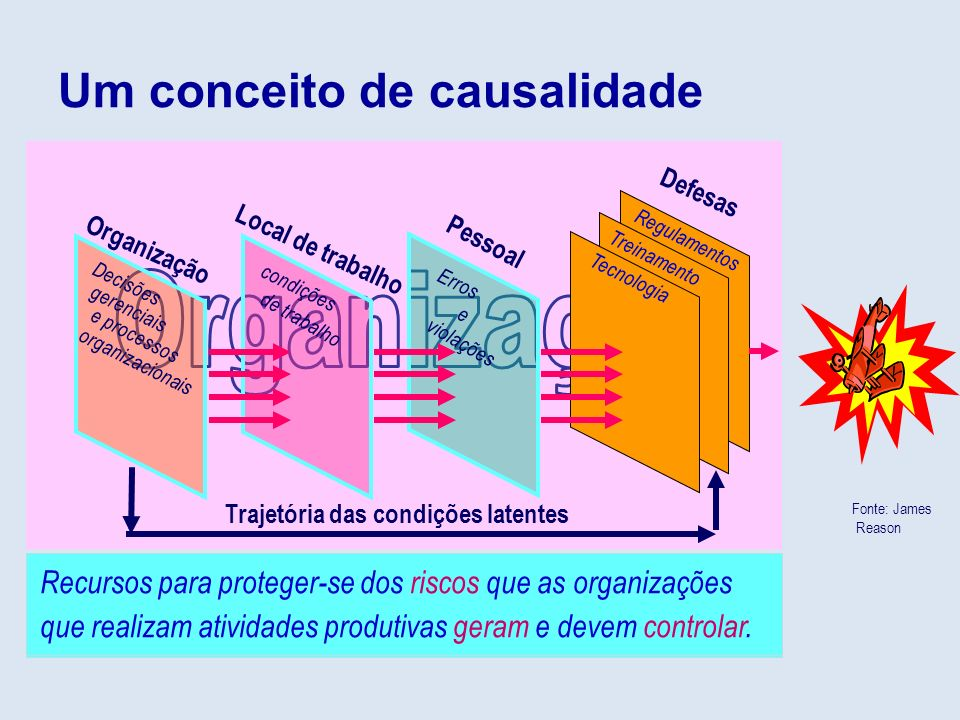 Um conceito de causalidade
Organização
Decisões
gerenciais
e processos
organizacionais
Local de trabalho
condições
de trabalho
Pessoal
Erros
e
violações
Defesas
Regulamentos
Treinamento
Tecnologia
Organizaç
Trajetória das condições latentes
Fonte: James
Reason
Recursos para proteger-se dos riscos que as organizações
que realizam atividades produtivas geram e devem controlar.